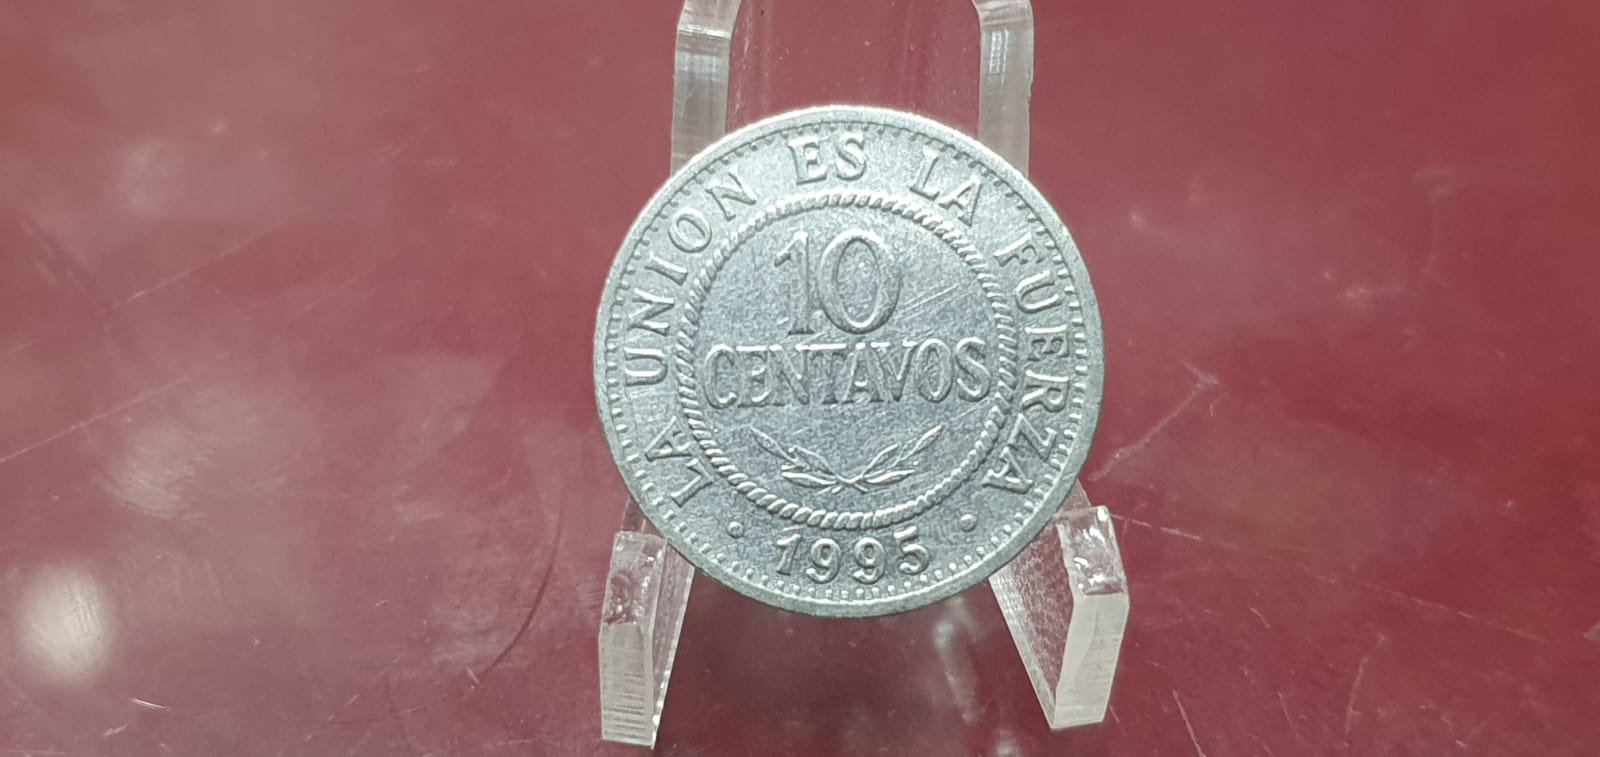 LA UNION ES LA FUERZA
10
CENTAVOS
· 1995 ·